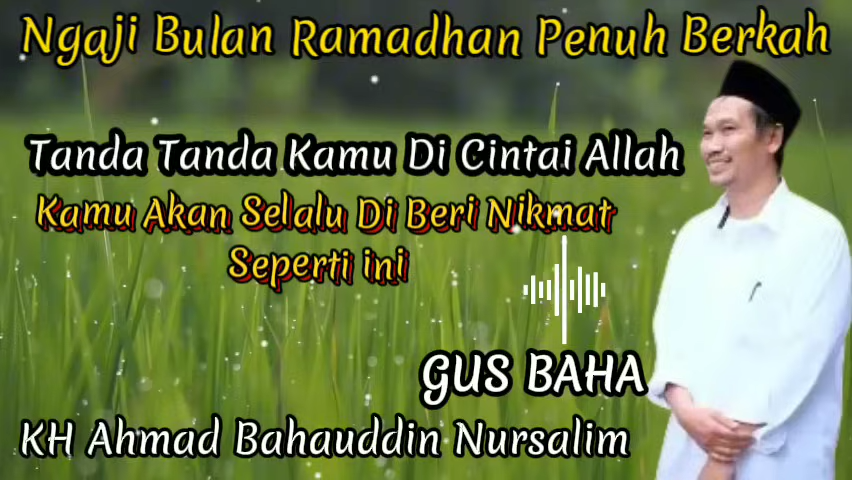 Ngaji Bulan Ramadhan Penuh Berkah
Tanda Tanda Kamu Di Cintai Allah
Kamu Akan Selalu Di Beri Nikmat
Seperti ini
GUS BAHA
KH Ahmad Bahauddin Nursalim